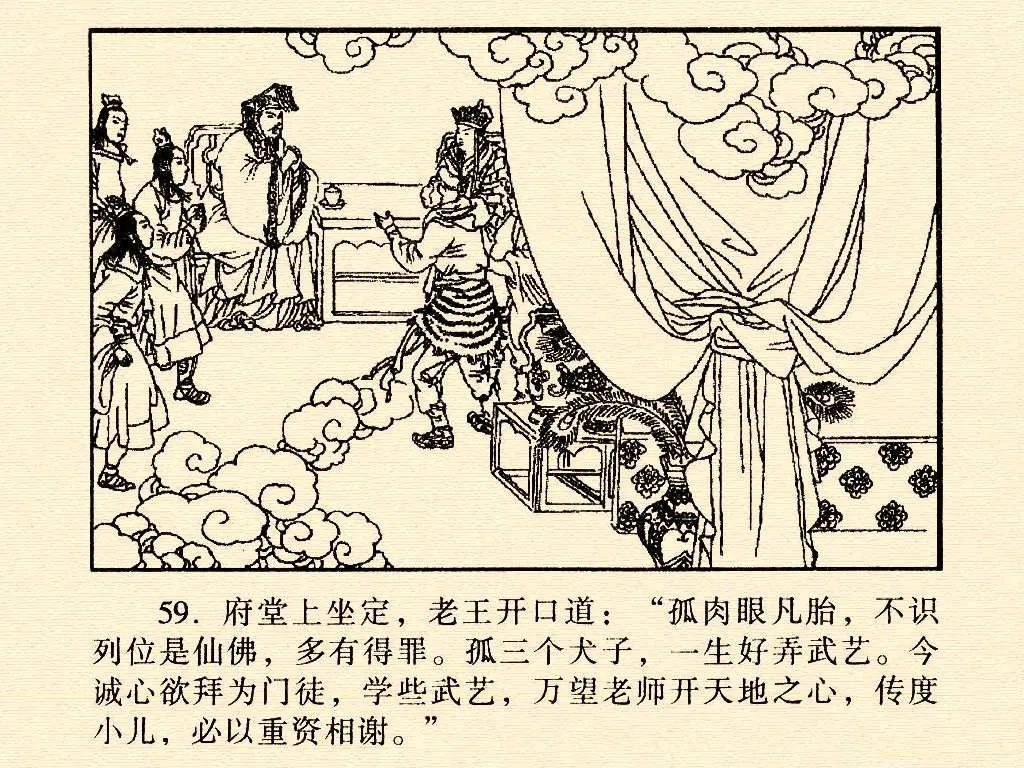 59. 府堂上坐定，老王开口道：“孤肉眼凡胎，不识
列位是仙佛，多有得罪。孤三个犬子，一生好弄武艺。今
诚心欲拜为门徒，学些武艺，万望老师开天地之心，传度
小儿，必以重资相谢。”